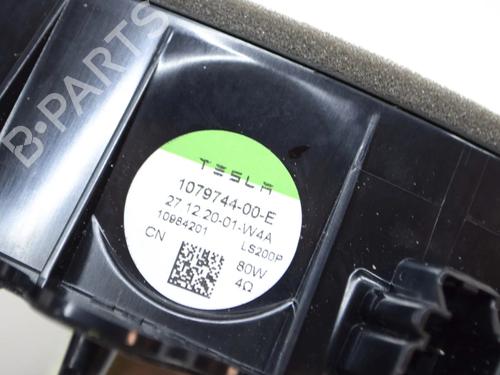 B-PARTS
TESLA
1079744-00-E
27 12 20-01-W4A
10984201 LS200P
CN
80W
4Ω